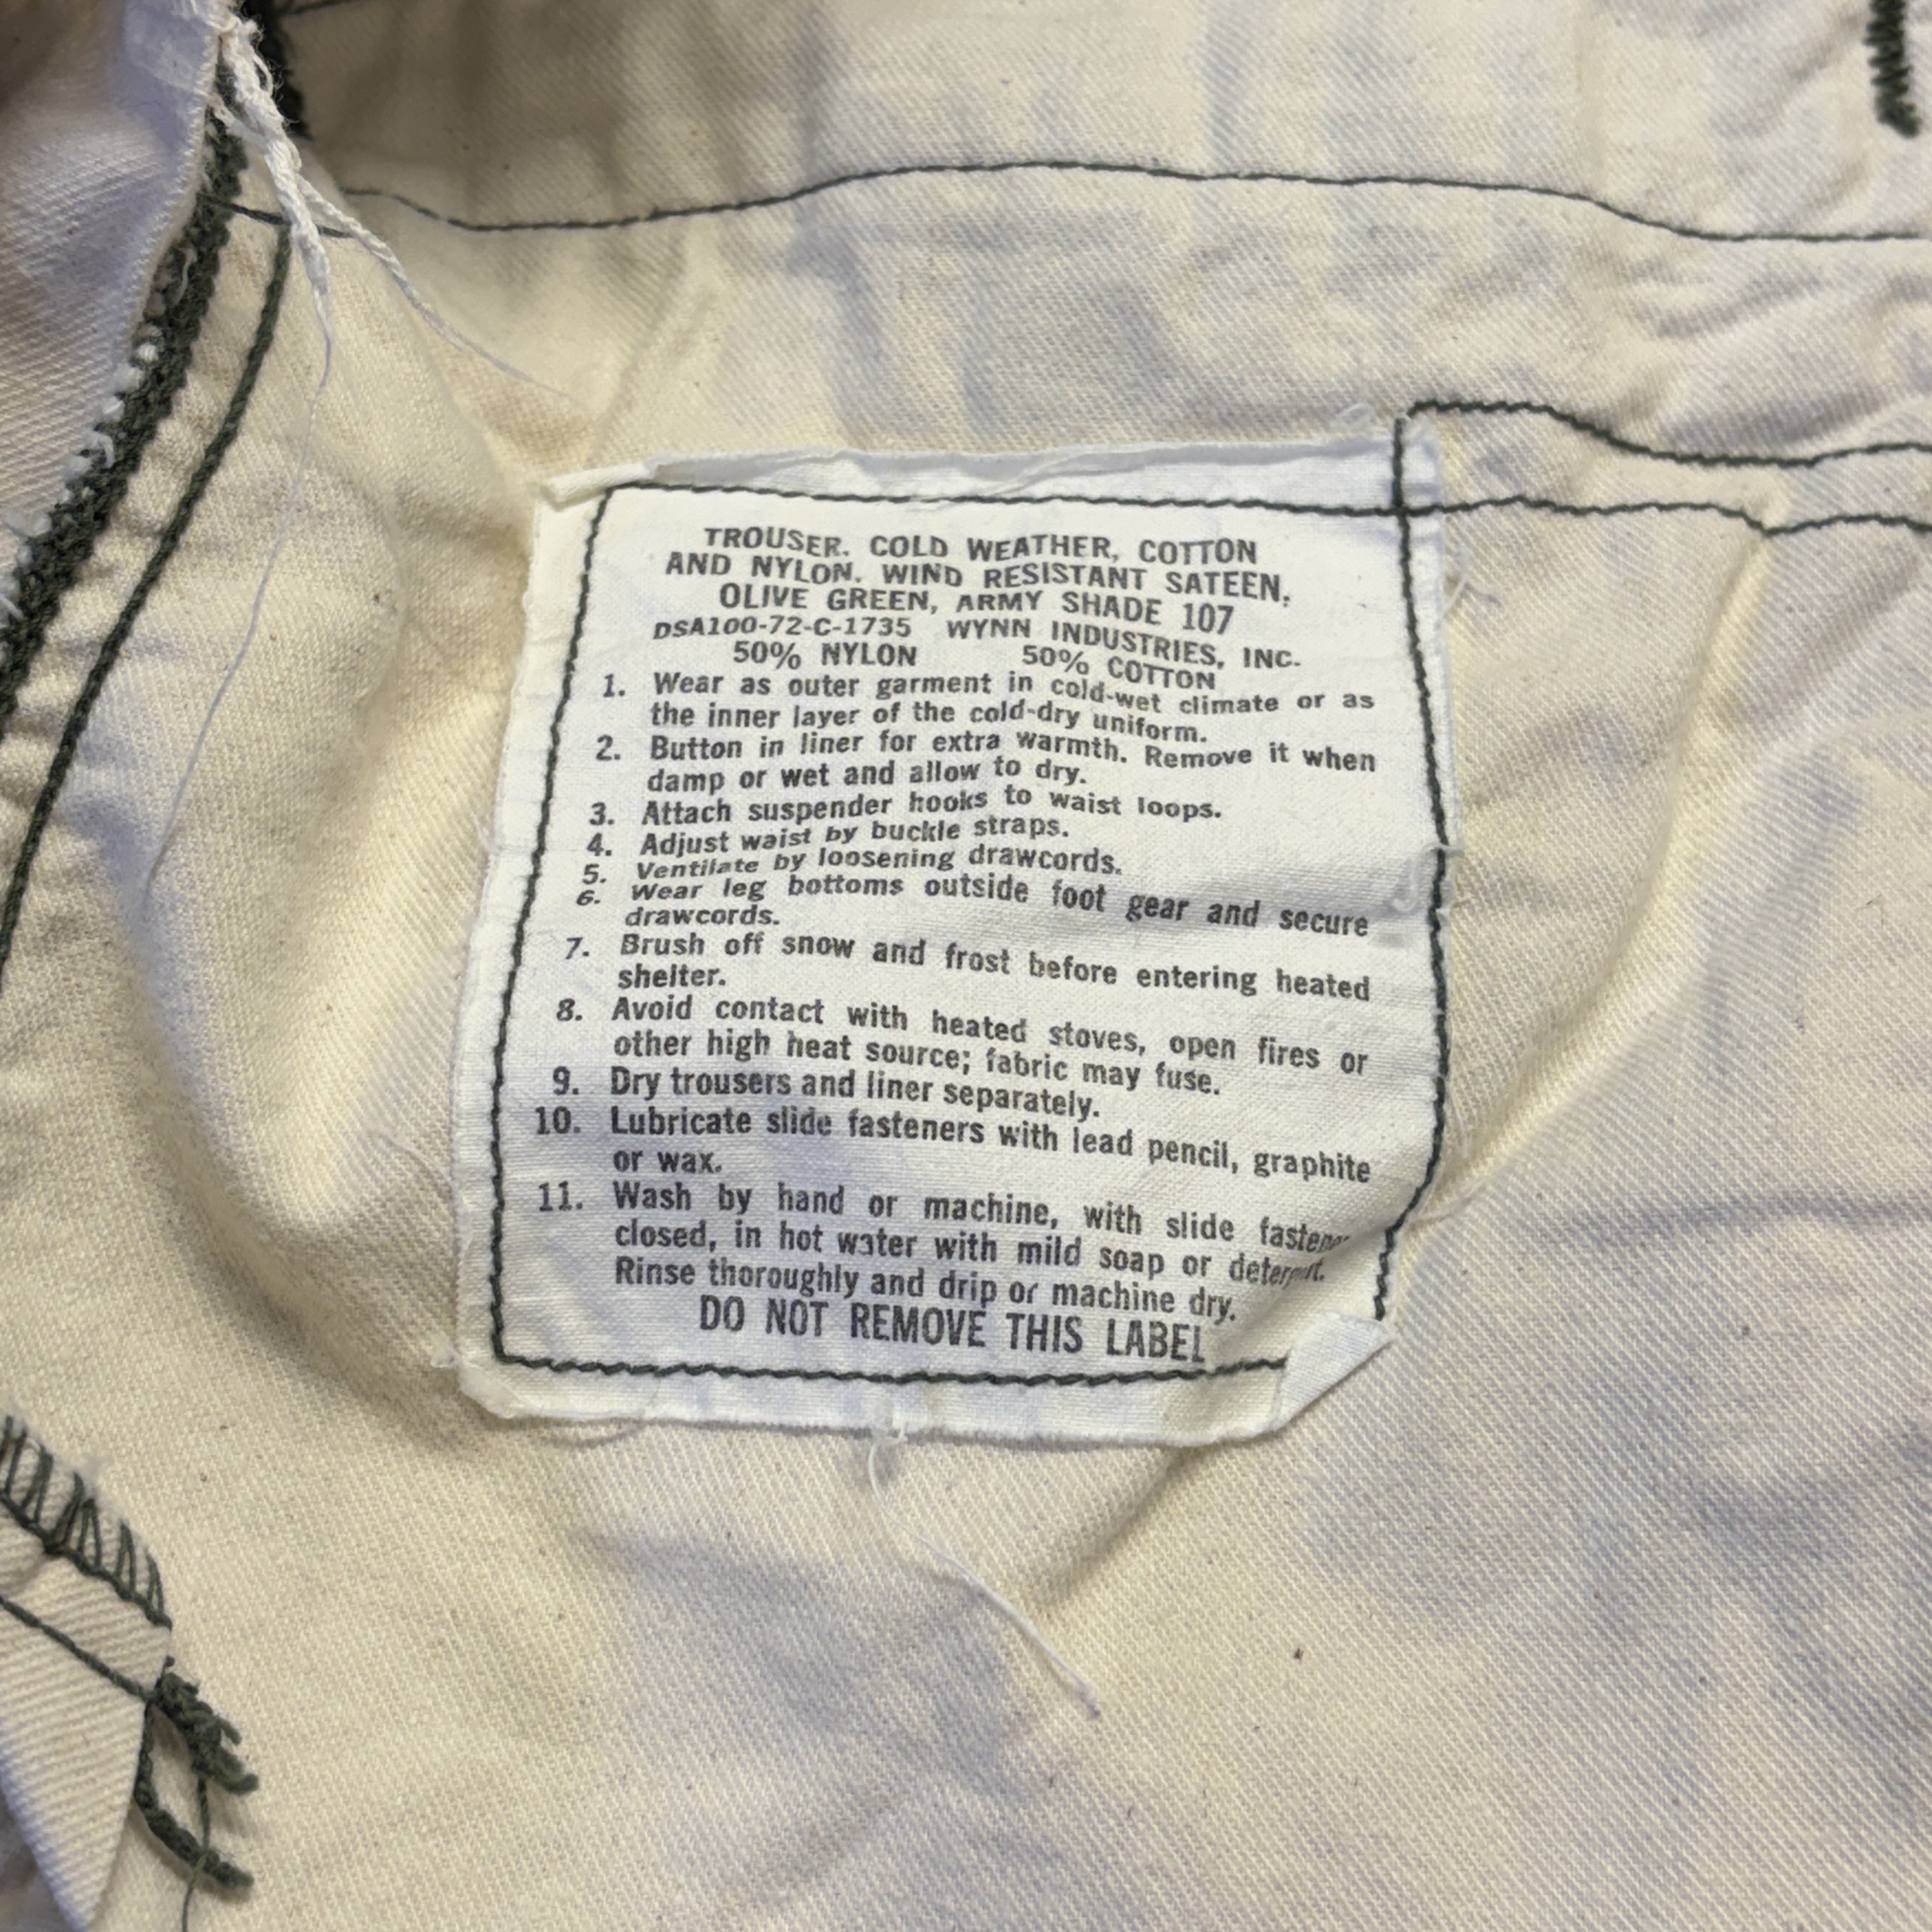 TROUSER. COLD WEATHER, COTTON
AND NYLON. WIND RESISTANT SATEEN,
OLIVE GREEN, ARMY SHADE 107
DSA100-72-C-1735 WYNN INDUSTRIES, INC.
50% NYLON 50% COTTON
1. Wear as outer garment in cold-wet climate or as
the inner layer of the cold-dry uniform.
2. Button in liner for extra warmth. Remove it when
damp or wet and allow to dry.
3. Attach suspender hooks to waist loops.
4. Adjust waist by buckle straps.
5. Ventilate by loosening drawcords.
6. Wear leg bottoms outside foot gear and secure
drawcords.
7. Brush off snow and frost before entering heated
shelter.
8. Avoid contact with heated stoves, open fires or
other high heat source; fabric may fuse.
9. Dry trousers and liner separately.
10. Lubricate slide fasteners with lead pencil, graphite
or wax.
11. Wash by hand or machine, with slide
closed, in hot water with mild soap or detergent.
Rinse thoroughly and drip or machine dry.
DO NOT REMOVE THIS LABEL